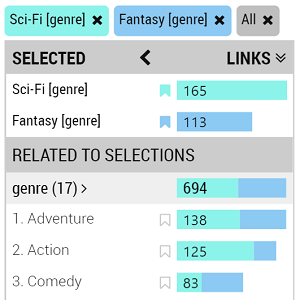 Sci-Fi [genre] × Fantasy [genre] × All ×
SELECTED LINKS
Sci-Fi [genre] 165
Fantasy [genre] 113
RELATED TO SELECTIONS
genre (17) 694
1. Adventure 138
2. Action 125
3. Comedy 83